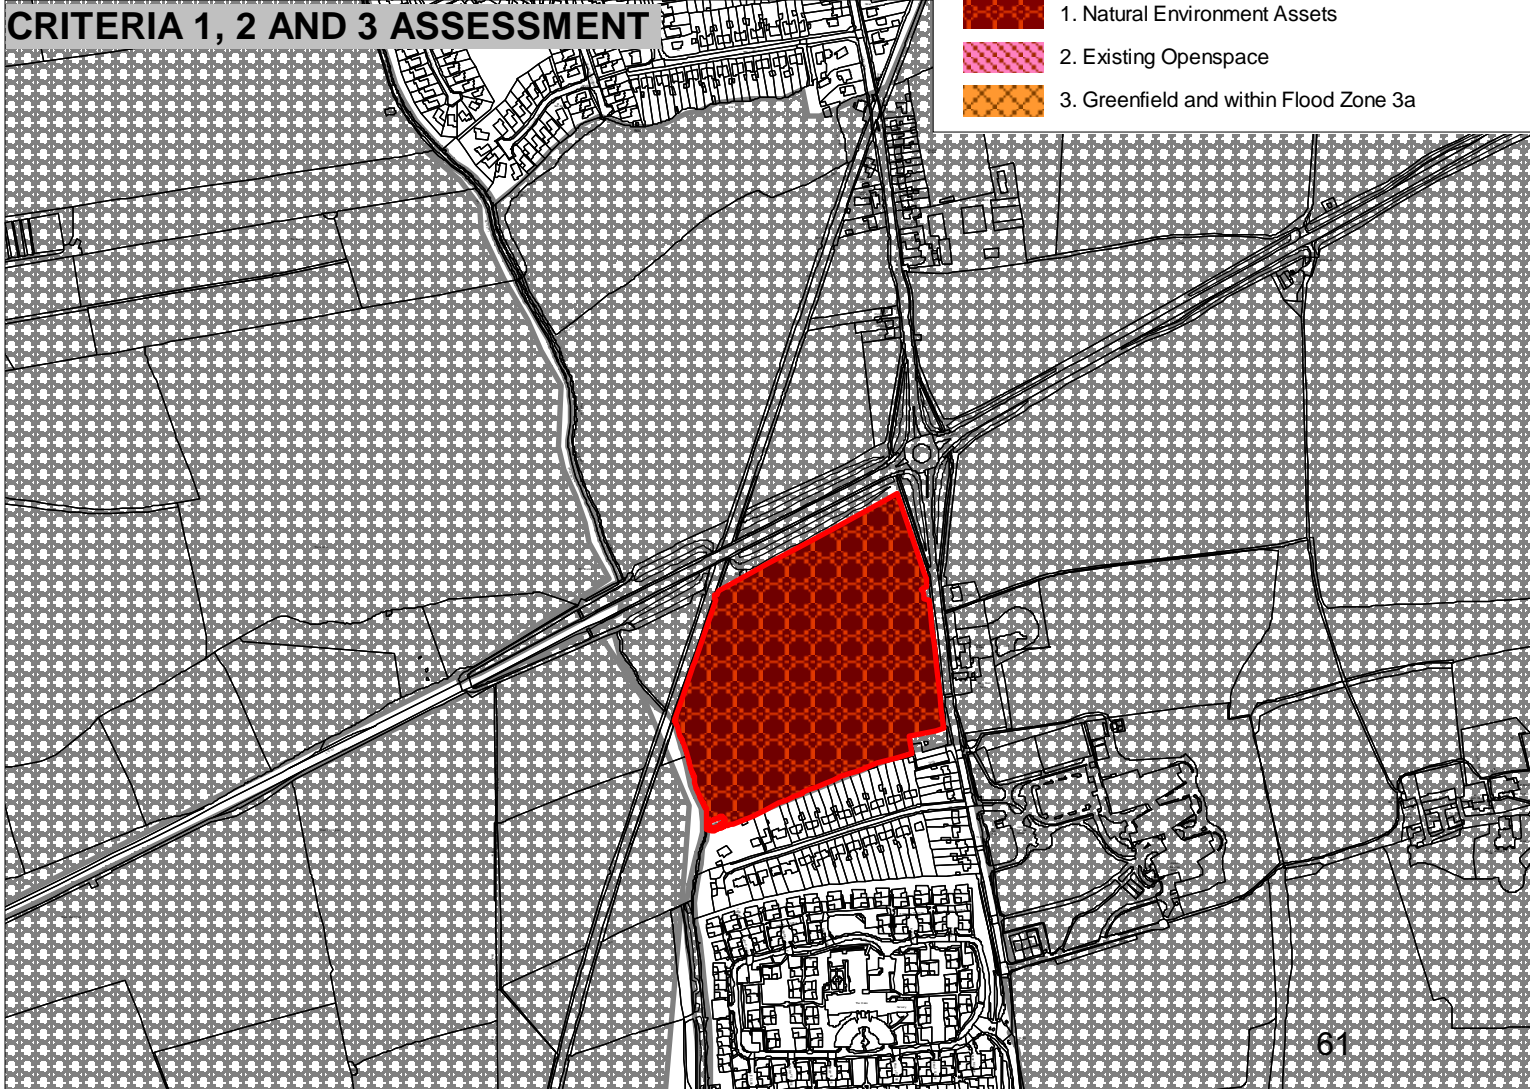 CRITERIA 1, 2 AND 3 ASSESSMENT
1. Natural Environment Assets
2. Existing Openspace
3. Greenfield and within Flood Zone 3a
61